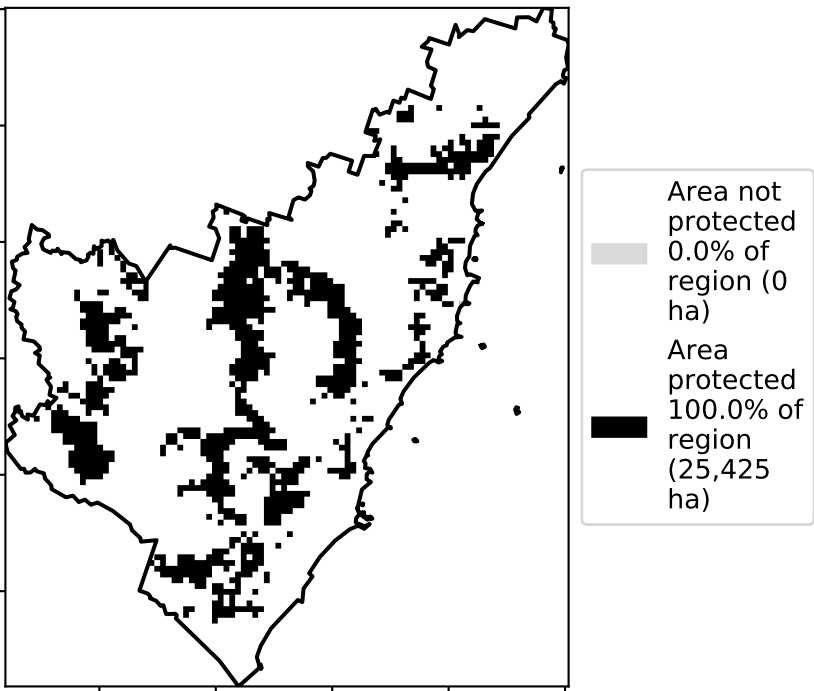 Area not
protected
0.0% of
region (0
ha)
Area
protected
100.0% of
region
(25,425
ha)